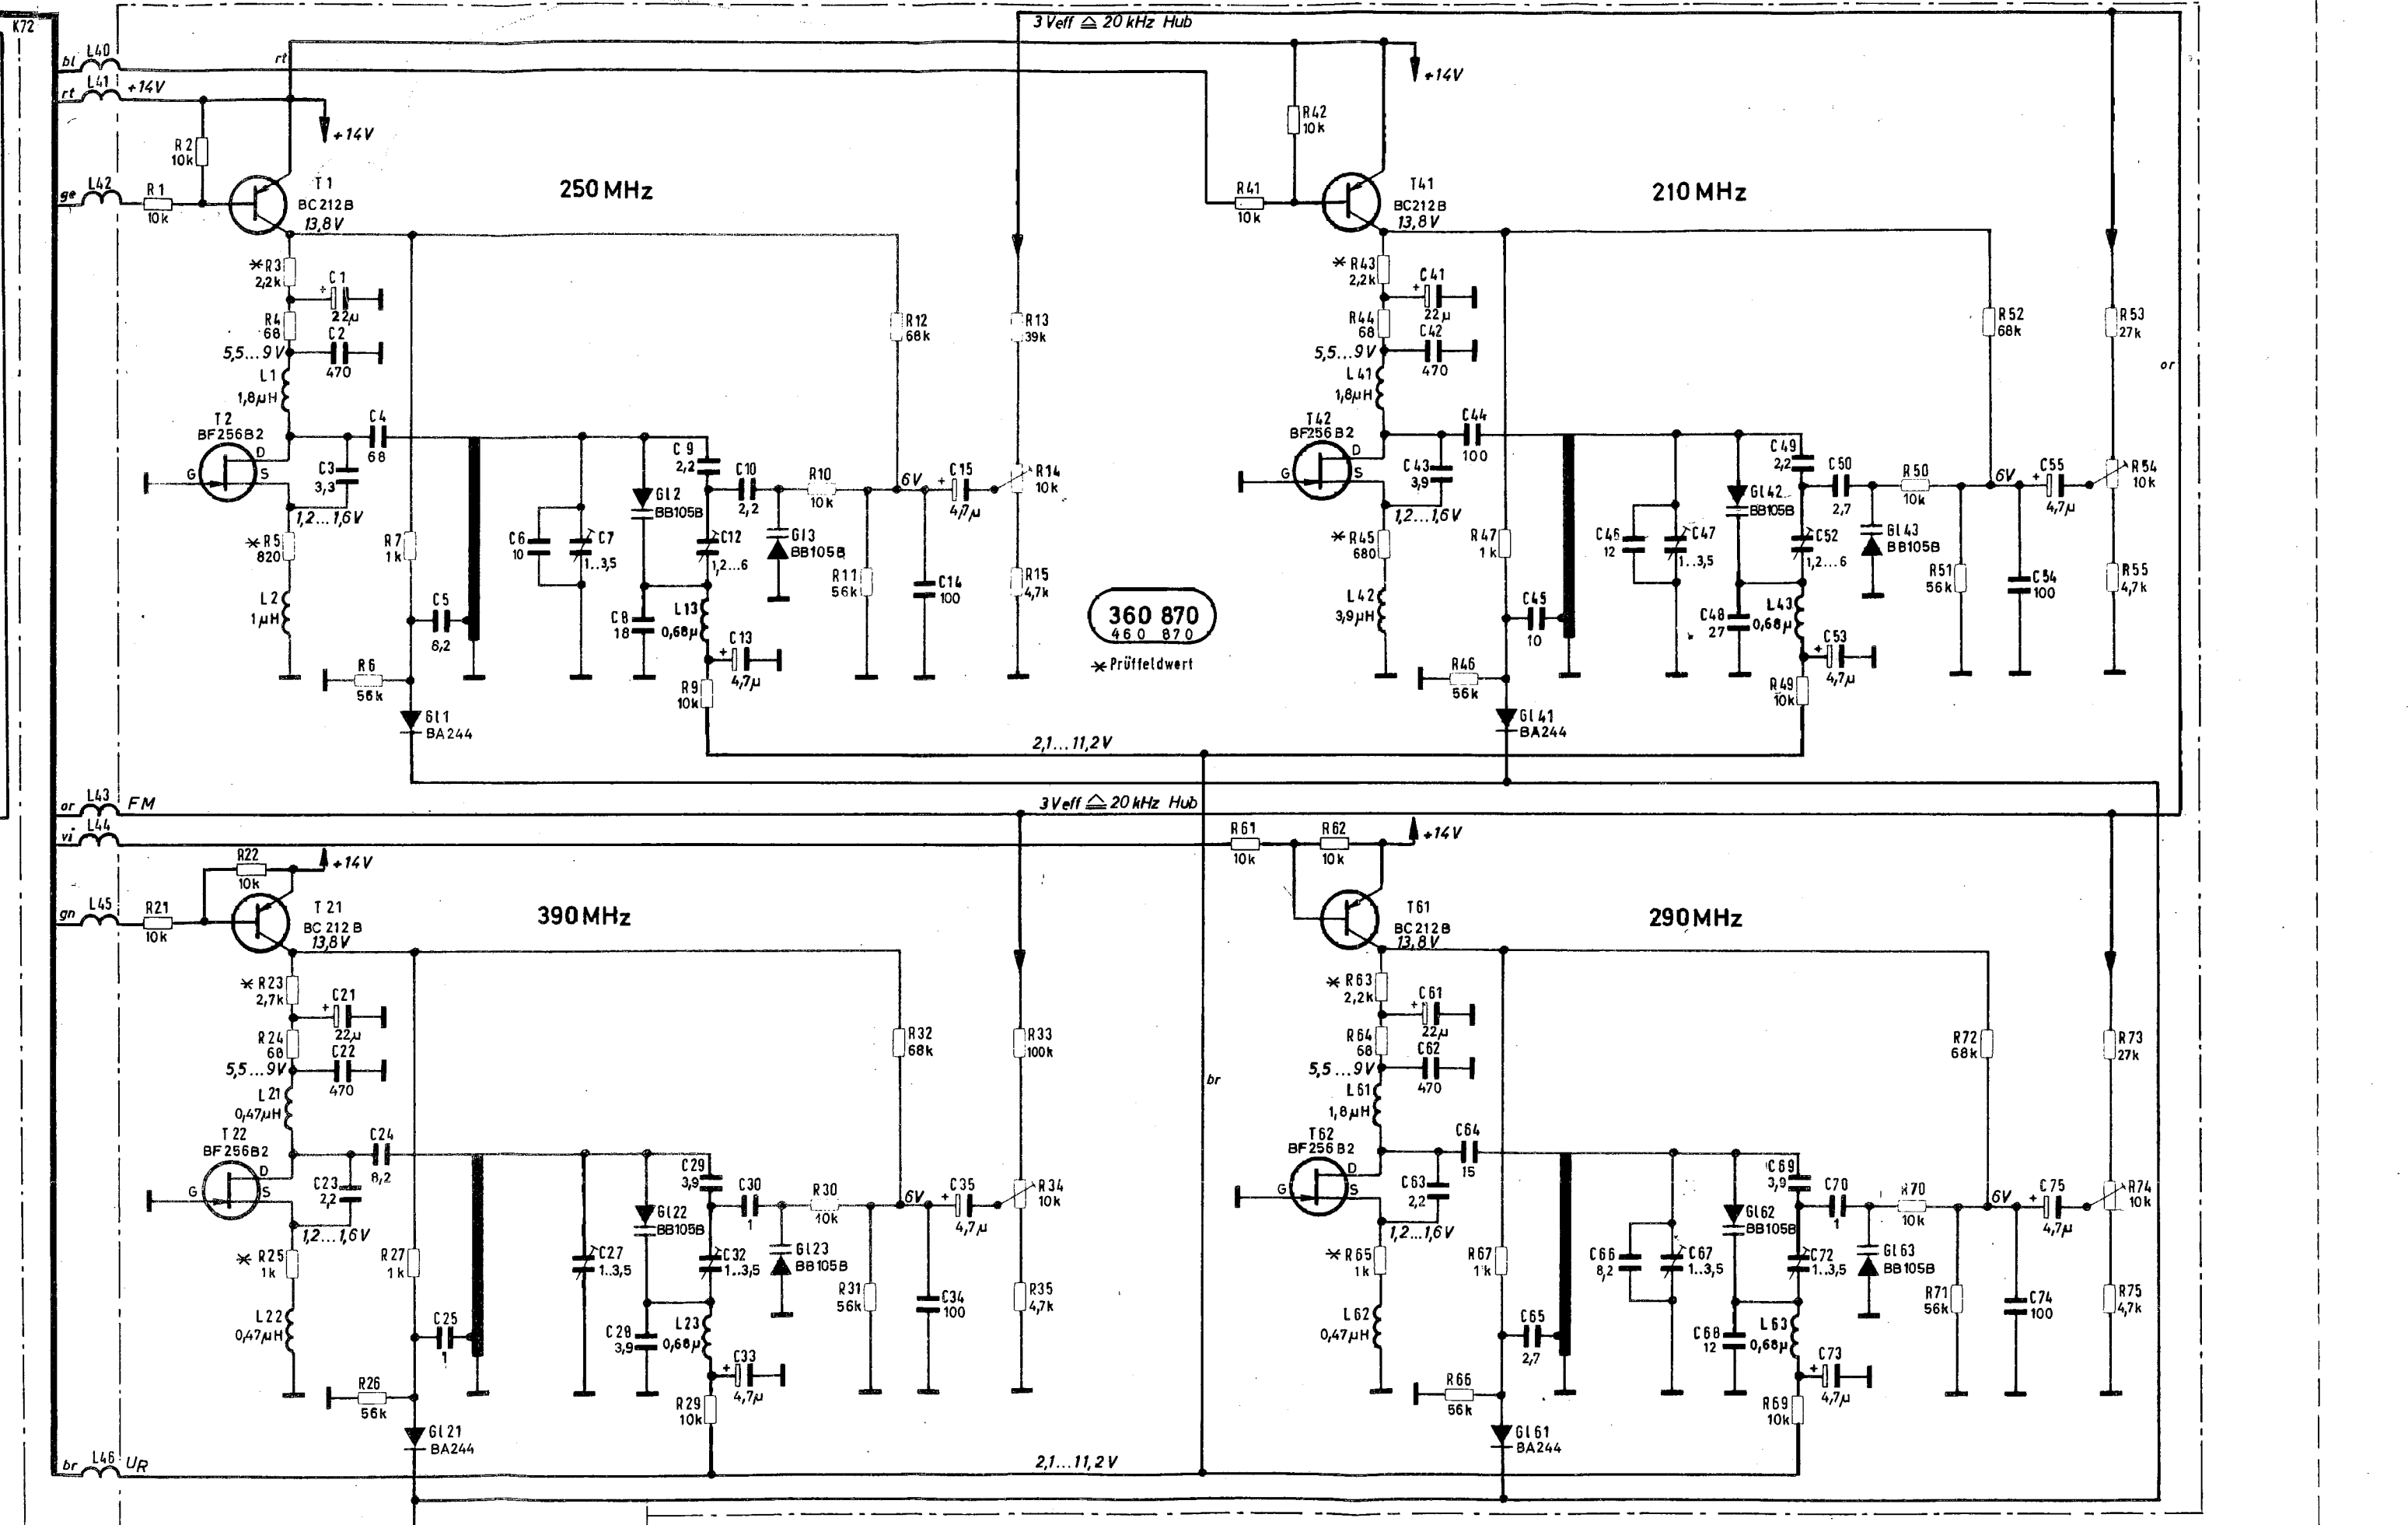 K72
3 Veff ≙ 20 kHz Hub
bl L40
rt
rt L41 +14V
+14V
+14V
R2
10k
R42
10k
ge L42
R1
10k
T1
BC212B
13,8V
250 MHz
R41
10k
T41
BC212B
13,8V
210 MHz
*R3
2,2k
C1
+
22µ
R4
68
C2
470
5,5...9V
L1
1,8µH
R12
68k
R13
39k
*R43
2,2k
C41
+
22µ
R44
68
C42
470
5,5...9V
L41
1,8µH
R52
68k
R53
27k
or
T2
BF256B2
G D S
C3
3,3
C4
68
1,2...1,6V
*R5
820
L2
1µH
R7
1k
C5
8,2
R6
56k
Gl1
BA244
C6
10
C7
1..3,5
Gl2
BB105B
C8
18
C9
2,2
C10
2,2
C12
1,2...6
L13
0,68µ
C13
+
4,7µ
R9
10k
Gl3
BB105B
R10
10k
R11
56k
6V
C14
100
C15
+
4,7µ
R14
10k
R15
4,7k
360 870
460 870
* Prüffeldwert
T42
BF256B2
G D S
C43
3,9
C44
100
1,2...1,6V
*R45
680
L42
3,9µH
R47
1k
C45
10
R46
56k
Gl41
BA244
C46
12
C47
1..3,5
Gl42
BB105B
C48
27
C49
2,2
C50
2,7
C52
1,2...6
L43
0,68µ
C53
+
4,7µ
R49
10k
Gl43
BB105B
R50
10k
R51
56k
6V
C54
100
C55
+
4,7µ
R54
10k
R55
4,7k
2,1...11,2V
or L43 FM
3 Veff ≙ 20 kHz Hub
vi L44
R61
10k
R62
10k
+14V
R22
10k
+14V
gn L45
R21
10k
T21
BC212B
13,8V
390 MHz
T61
BC212B
13,8V
290 MHz
*R23
2,7k
C21
+
22µ
R24
68
C22
470
5,5...9V
L21
0,47µH
R32
68k
R33
100k
br
*R63
2,2k
C61
+
22µ
R64
68
C62
470
5,5...9V
L61
1,8µH
R72
68k
R73
27k
T22
BF256B2
G D S
C23
2,2
C24
8,2
1,2...1,6V
*R25
1k
L22
0,47µH
R27
1k
C25
1
R26
56k
Gl21
BA244
C27
1..3,5
Gl22
BB105B
C28
3,9
C29
3,9
C30
1
C32
1..3,5
L23
0,68µ
C33
+
4,7µ
R29
10k
Gl23
BB105B
R30
10k
R31
56k
6V
C34
100
C35
+
4,7µ
R34
10k
R35
4,7k
T62
BF256B2
G D S
C63
2,2
C64
15
1,2...1,6V
*R65
1k
L62
0,47µH
R67
1k
C65
2,7
R66
56k
Gl61
BA244
C66
8,2
C67
1..3,5
Gl62
BB105B
C68
12
C69
3,9
C70
1
C72
1..3,5
L63
0,68µ
C73
+
4,7µ
R69
10k
Gl63
BB105B
R70
10k
R71
56k
6V
C74
100
C75
+
4,7µ
R74
10k
R75
4,7k
br L46 UR
2,1...11,2V